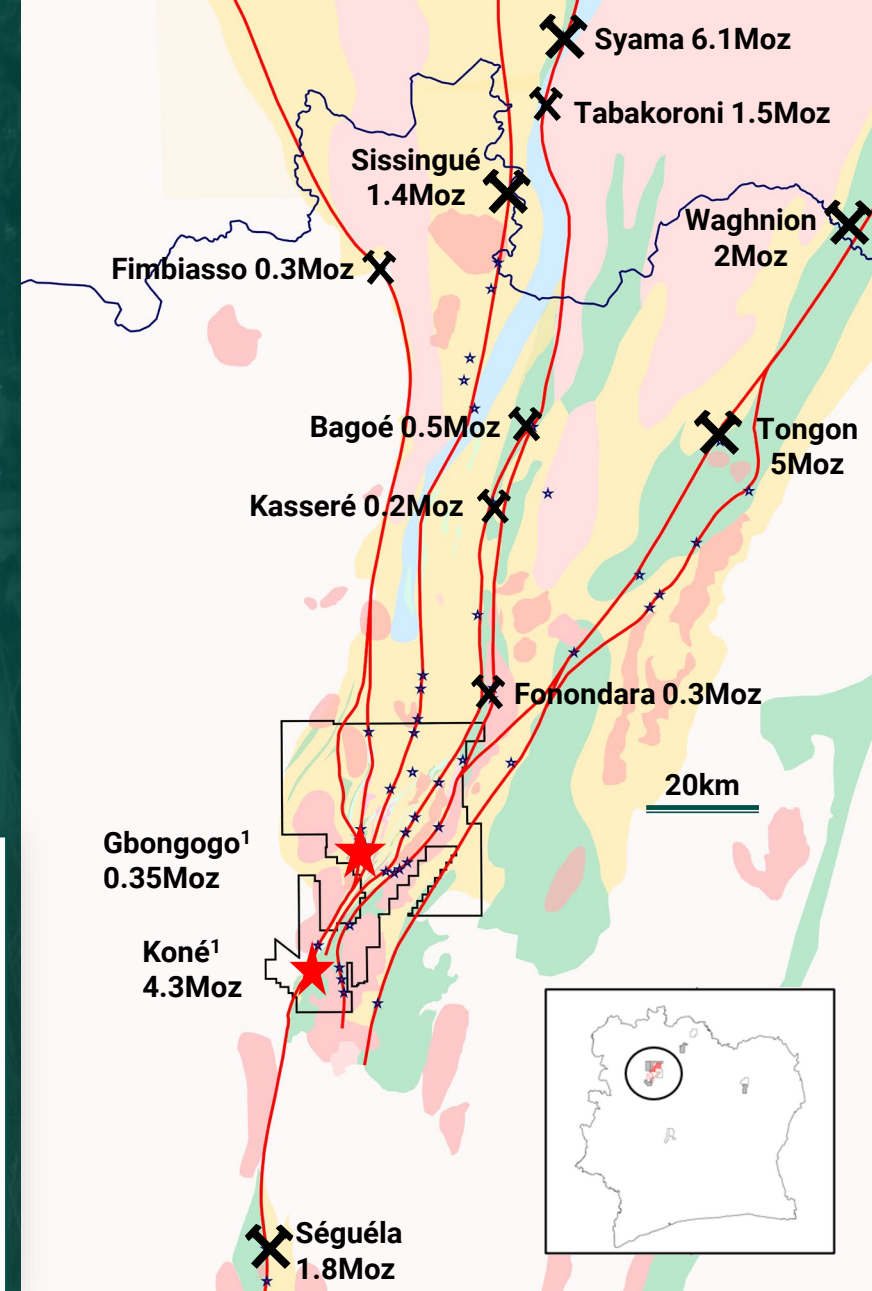 Syama 6.1Moz
Tabakoroni 1.5Moz
Sissingué
1.4Moz
Waghnion
2Moz
Fimbiasso 0.3Moz
Bagoé 0.5Moz
Tongon
5Moz
Kasseré 0.2Moz
Fonondara 0.3Moz
20km
Gbongogo¹
0.35Moz
Koné¹
4.3Moz
Séguéla
1.8Moz